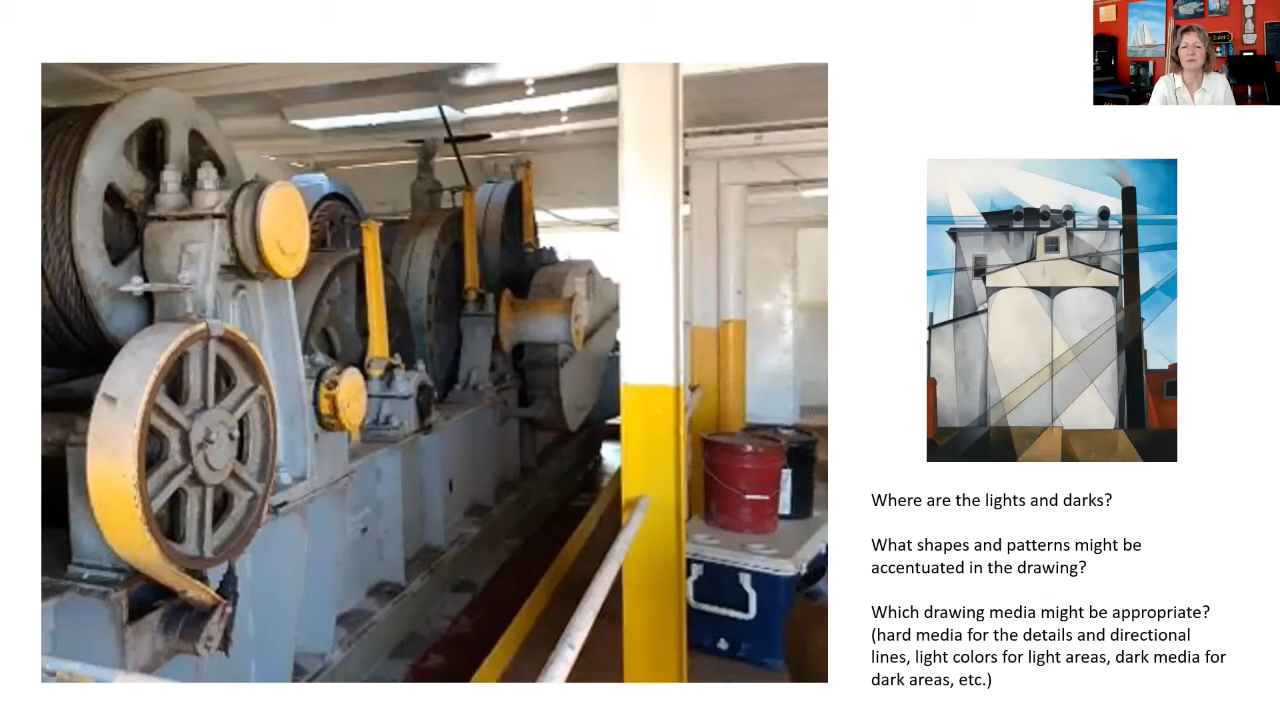 Where are the lights and darks?
What shapes and patterns might be
accentuated in the drawing?
Which drawing media might be appropriate?
(hard media for the details and directional
lines, light colors for light areas, dark media for
dark areas, etc.)